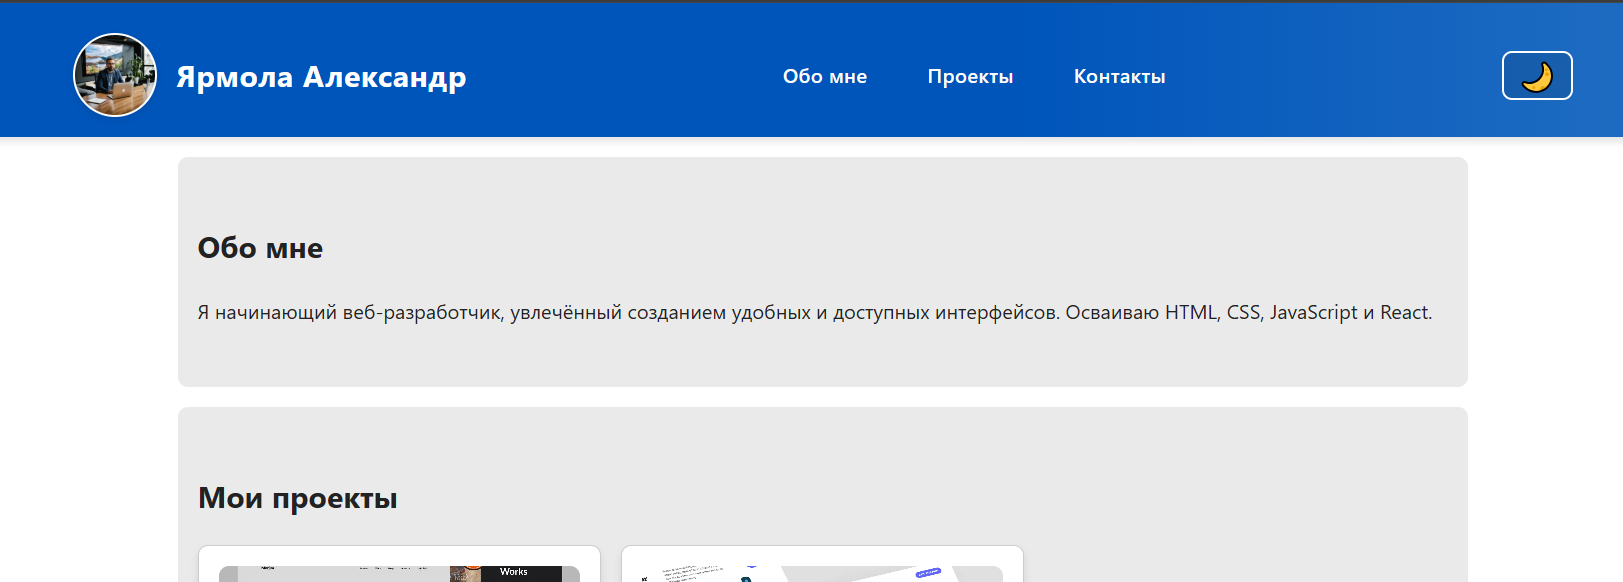 Ярмола Александр
Обо мне
Проекты
Контакты
Обо мне
Я начинающий веб-разработчик, увлечённый созданием удобных и доступных интерфейсов. Осваиваю HTML, CSS, JavaScript и React.
Мои проекты
Works